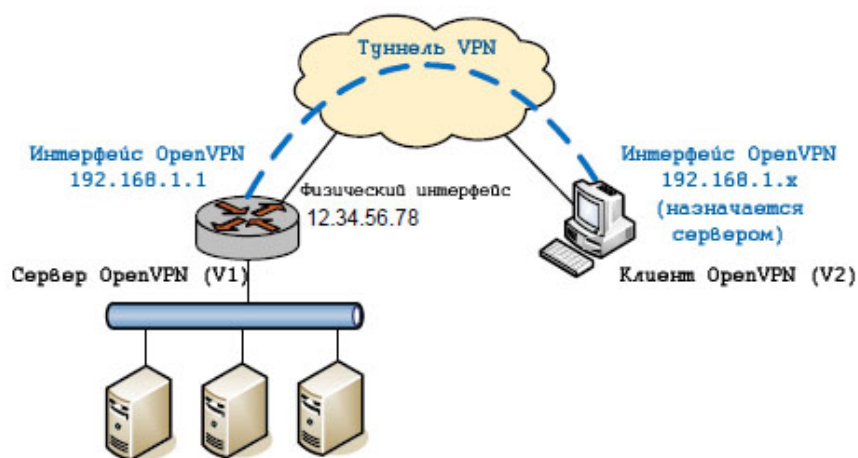 Туннель VPN
Интерфейс OpenVPN
192.168.1.1
Физический интерфейс
12.34.56.78
Интерфейс OpenVPN
192.168.1.x
(назначается
сервером)
Сервер OpenVPN (V1)
Клиент OpenVPN (V2)